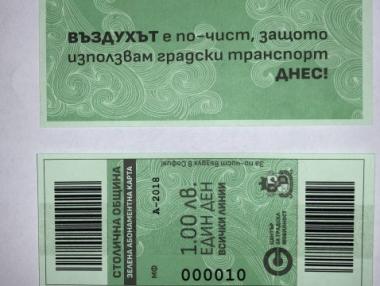 ВЪЗДУХЪТ е по-чист, защото
използвам градски транспорт
ДНЕС!
СТОЛИЧНА ОБЩИНА
ЗЕЛЕНА АБОНАМЕНТНА КАРТА
А-2018
МФ
1.00 лв.
ЕДИН ДЕН
ВСИЧКИ ЛИНИИ
000010
За по-чист въздух в София!
ЦЕНТЪР
ЗА ГРАДСКА
МОБИЛНОСТ